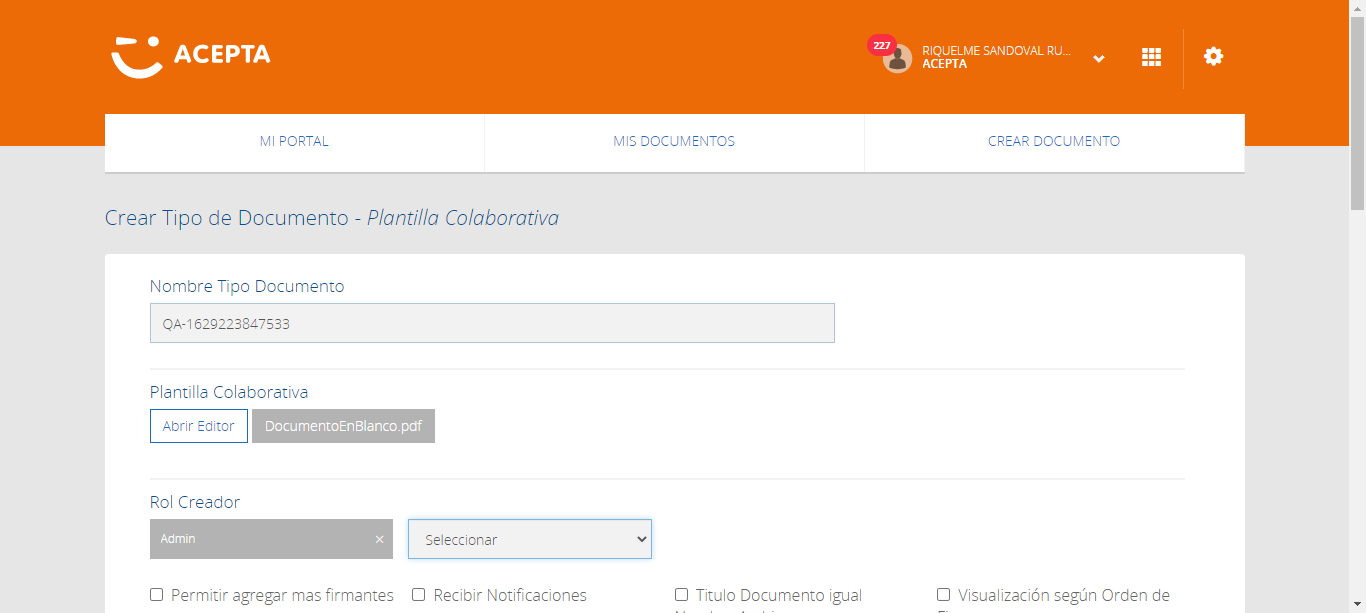 ACEPTA
227
RIQUELME SANDOVAL RU...
ACEPTA
MI PORTAL
MIS DOCUMENTOS
CREAR DOCUMENTO
Crear Tipo de Documento - Plantilla Colaborativa
Nombre Tipo Documento
QA-1629223847533
Plantilla Colaborativa
Abrir Editor
DocumentoEnBlanco.pdf
Rol Creador
Admin ×
Seleccionar
Permitir agregar mas firmantes
Recibir Notificaciones
Titulo Documento igual
Visualización según Orden de